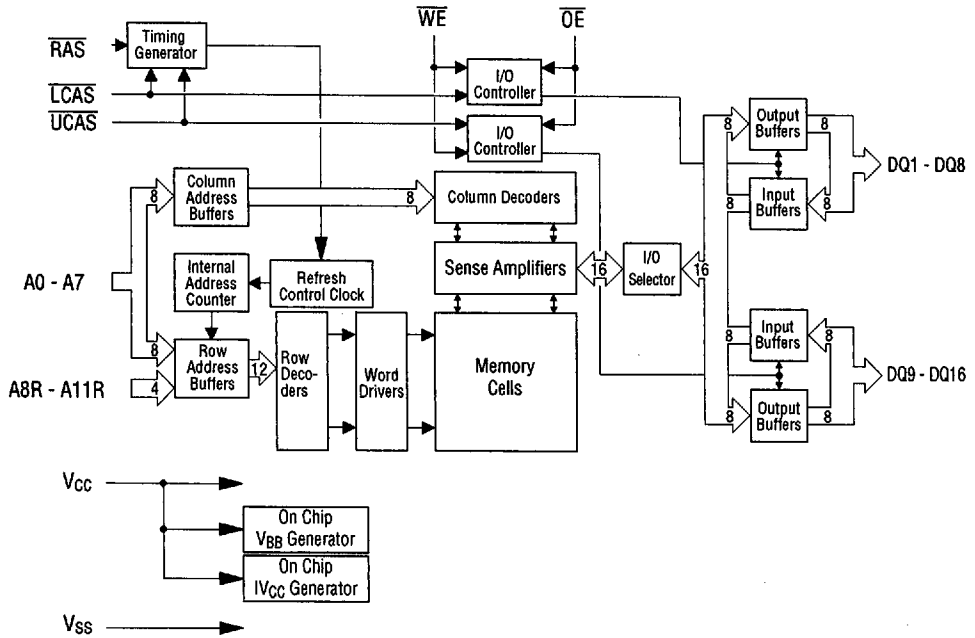 WE
OE
Timing
Generator
RAS
I/O
Controller
LCAS
UCAS
I/O
Controller
Output
Buffers
8
8
DQ1 - DQ8
Input
Buffers
8
8
Column
Address
Buffers
8
8
Column Decoders
Sense Amplifiers
16
I/O
Selector
16
A0 - A7
Internal
Address
Counter
Refresh
Control Clock
8
Row
Address
Buffers
12
Row
Deco-
ders
Word
Drivers
Memory
Cells
A8R - A11R
4
Input
Buffers
8
8
DQ9 - DQ16
Output
Buffers
8
8
VCC
On Chip
VBB Generator
On Chip
IVCC Generator
VSS